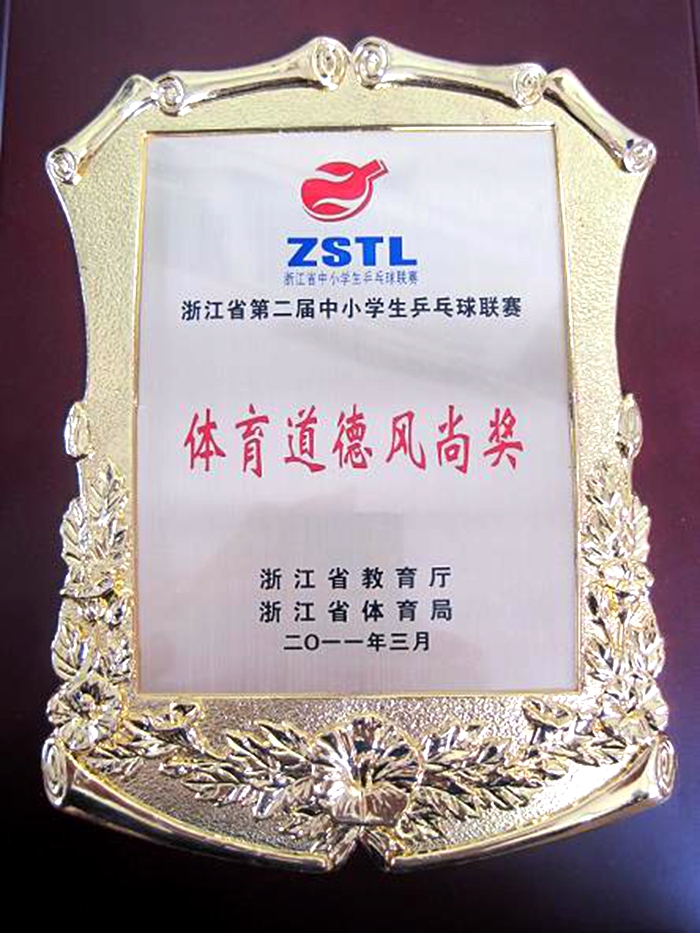 ZSTL
浙江省中小学生乒乓球联赛
浙江省第二届中小学生乒乓球联赛
体育道德风尚奖
浙江省教育厅
浙江省体育局
二O一一年三月